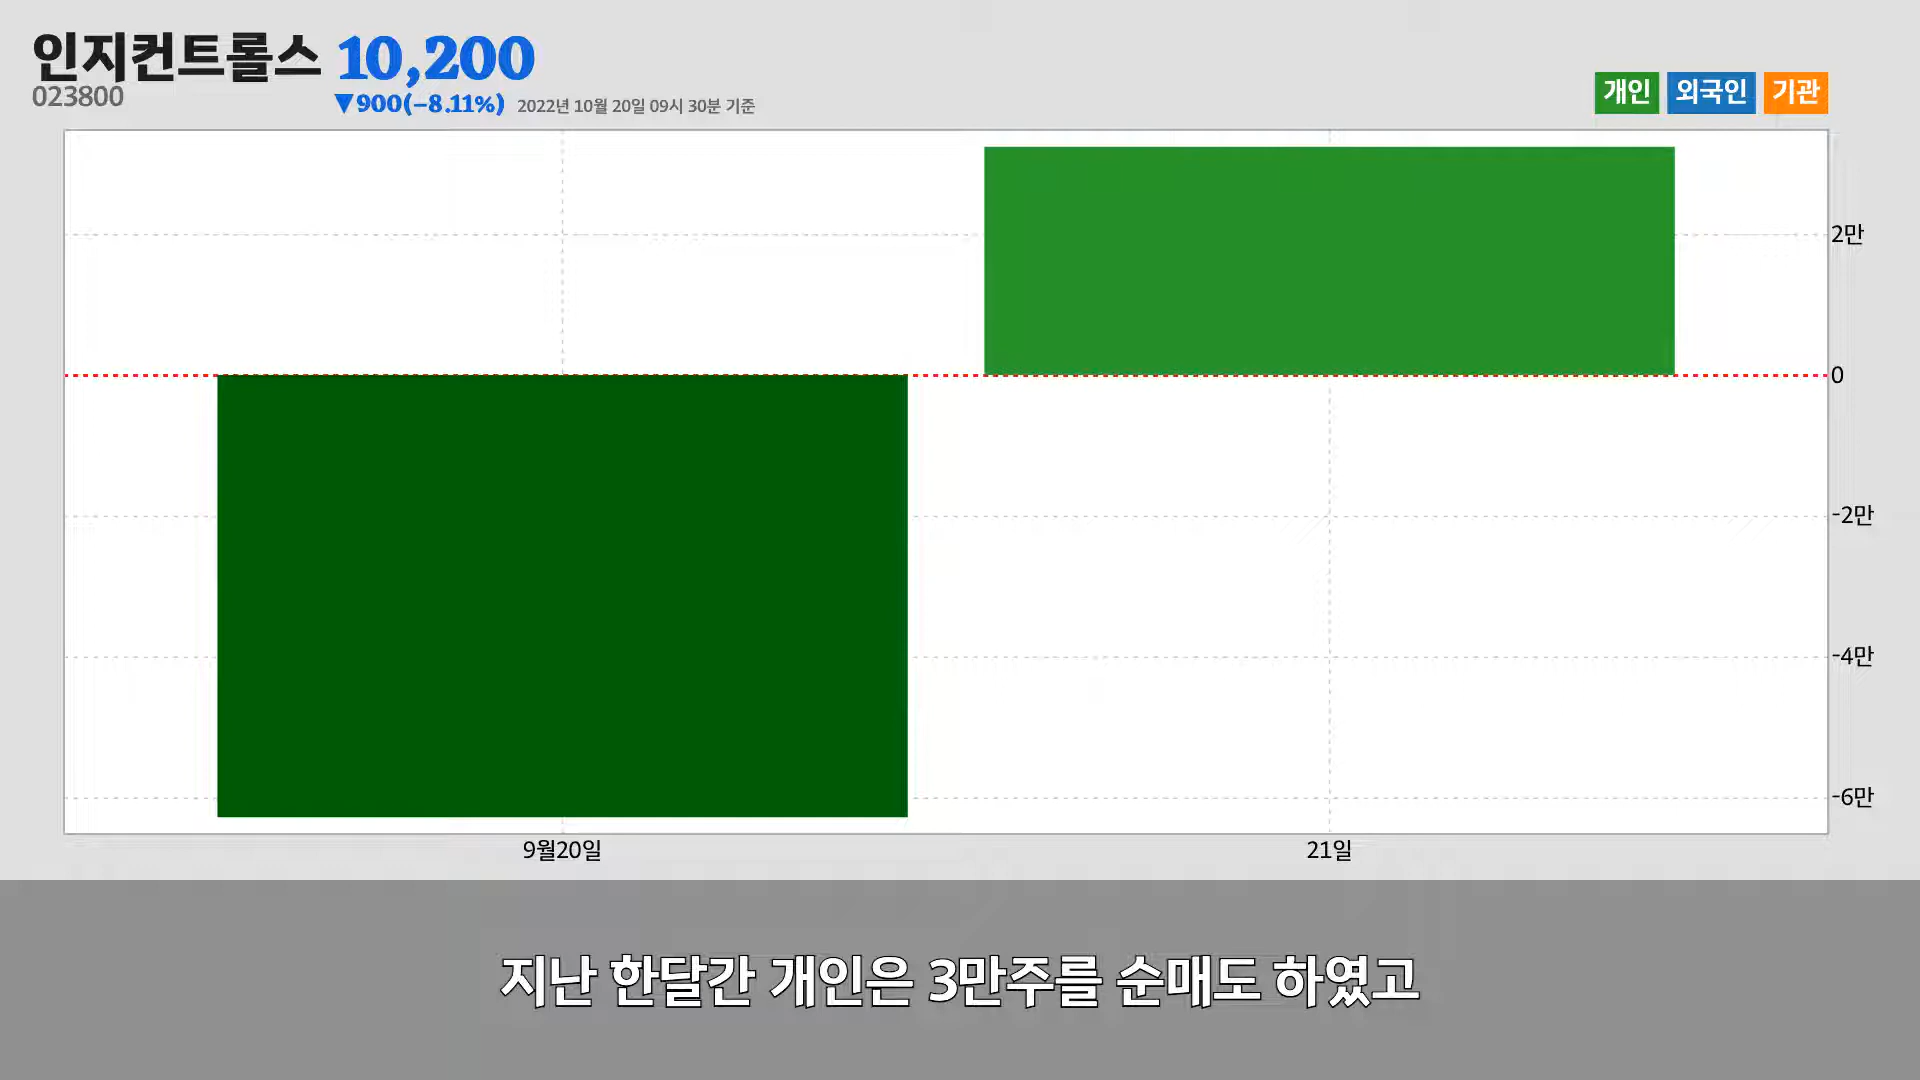 인지컨트롤스 10,200
023800
▼900(-8.11%) 2022년 10월 20일 09시 30분 기준
개인 외국인 기관
2만
0
-2만
-4만
-6만
9월20일 21일
지난 한달간 개인은 3만주를 순매도 하였고